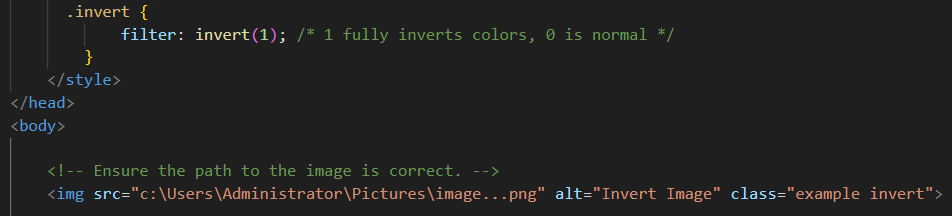 .invert {
filter: invert(1); /* 1 fully inverts colors, 0 is normal */
}
</style>
</head>
<body>
<!-- Ensure the path to the image is correct. -->
<img src="c:\Users\Administrator\Pictures\image...png" alt="Invert Image" class="example invert">